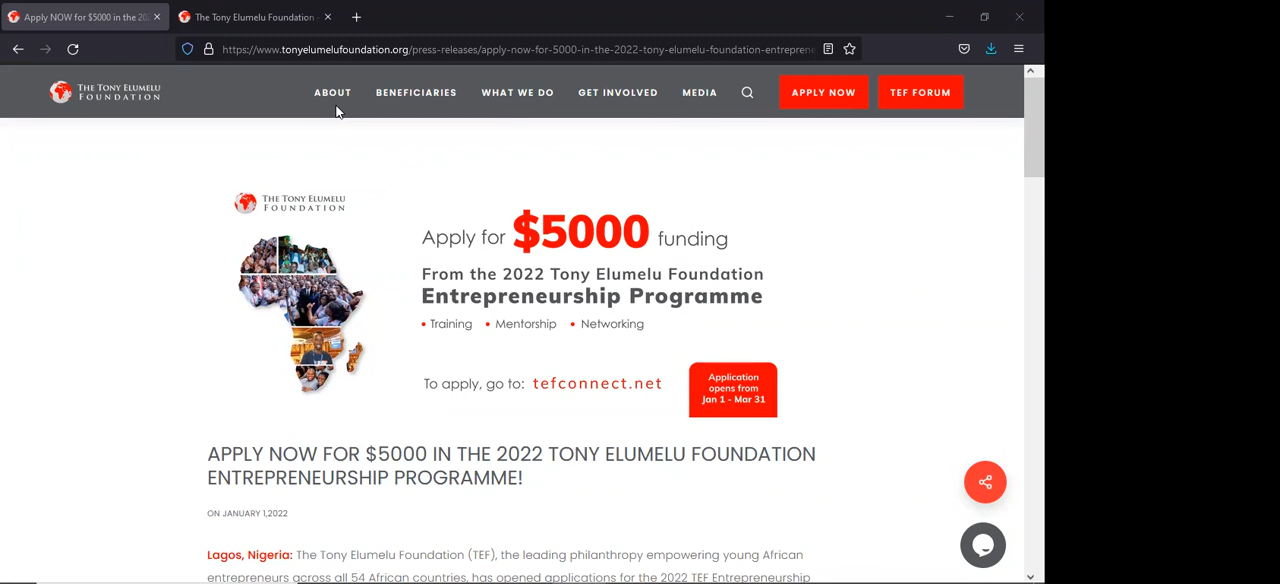 Apply NOW for $5000 in the 202
The Tony Elumelu Foundation
https://www.tonyelumelufoundation.org/press-releases/apply-now-for-5000-in-the-2022-tony-elumelu-foundation-entrepren
THE TONY ELUMELU
FOUNDATION
ABOUT BENEFICIARIES WHAT WE DO GET INVOLVED MEDIA APPLY NOW TEF FORUM
THE TONY ELUMELU
FOUNDATION
Apply for $5000 funding
From the 2022 Tony Elumelu Foundation
Entrepreneurship Programme
• Training • Mentorship • Networking
To apply, go to: tefconnect.net
Application
opens from
Jan 1 - Mar 31
APPLY NOW FOR $5000 IN THE 2022 TONY ELUMELU FOUNDATION
ENTREPRENEURSHIP PROGRAMME!
ON JANUARY 1,2022
Lagos, Nigeria: The Tony Elumelu Foundation (TEF), the leading philanthropy empowering young African
entrepreneurs across all 54 African countries, has opened applications for the 2022 TEF Entrepreneurship